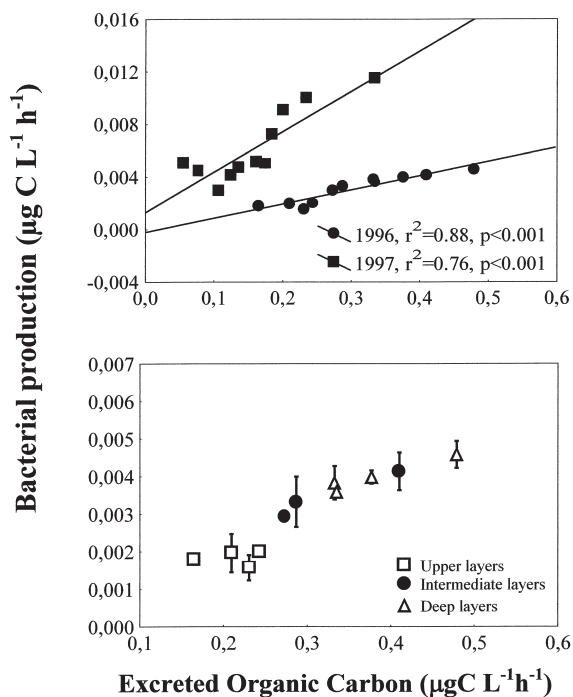 Bacterial production (µg C L⁻¹ h⁻¹)
0,016
0,012
0,008
0,004
0,000
-0,004
1996, r²=0.88, p<0.001
1997, r²=0.76, p<0.001
0,0 0,1 0,2 0,3 0,4 0,5 0,6
0,007
0,006
0,005
0,004
0,003
0,002
0,001
0,000
Upper layers
Intermediate layers
Deep layers
0,1 0,2 0,3 0,4 0,5 0,6
Excreted Organic Carbon (µgC L⁻¹h⁻¹)